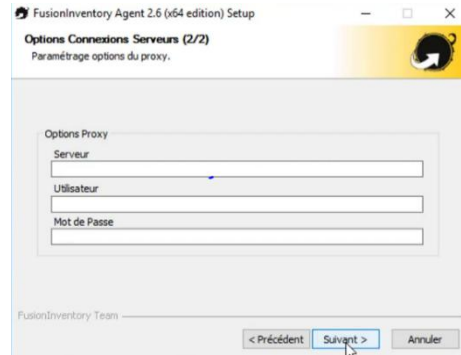 FusionInventory Agent 2.6 (x64 edition) Setup
Options Connexions Serveurs (2/2)
Paramétrage options du proxy.
Options Proxy
Serveur
Utilisateur
Mot de Passe
FusionInventory Team
< Précédent Suivant > Annuler